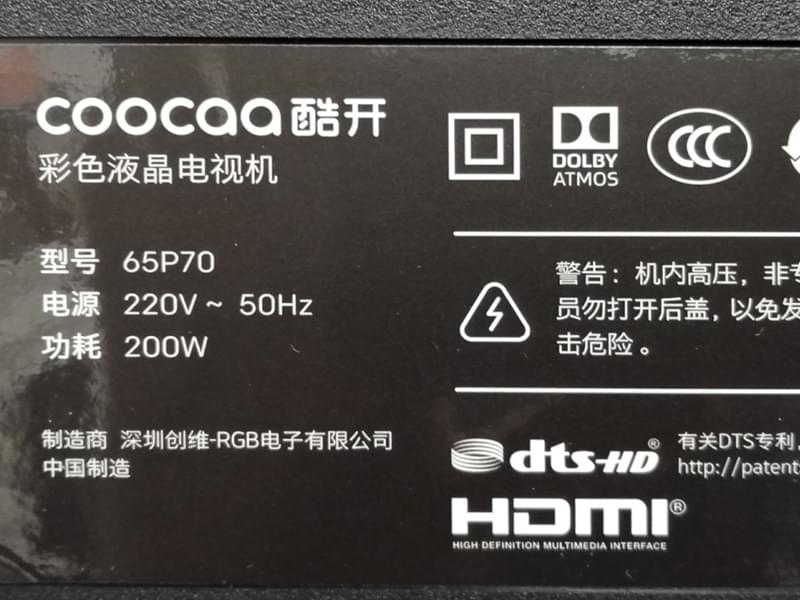 coocaa 酷开
彩色液晶电视机
型号 65P70
电源 220V ~ 50Hz
功耗 200W
制造商 深圳创维-RGB电子有限公司
中国制造
DOLBY
ATMOS
CCC
警告：机内高压，非专
员勿打开后盖，以免发
击危险。
dts-HD®
有关DTS专利，
http://patents
HDMI®
HIGH DEFINITION MULTIMEDIA INTERFACE